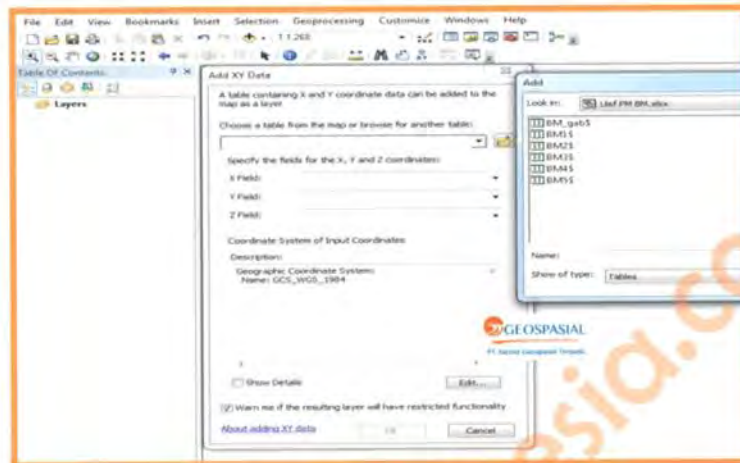 File Edit View Bookmarks Insert Selection Geoprocessing Customize Windows Help
Table Of Contents
Layers
Add XY Data
A table containing X and Y coordinate data can be added to the
map as a layer
Choose a table from the map or browse for another table:
Specify the fields for the X, Y and Z coordinates:
X Field:
Y Field:
Z Field:
Coordinate System of Input Coordinates
Description:
Geographic Coordinate System:
Name: GCS_WGS_1984
Show Details
Edit...
Warn me if the resulting layer will have restricted functionality
About adding XY data
Cancel
Add
Look in:
BM_gab$
BM1$
BM2$
BM3$
BM4$
BM5$
Name:
Show of type: Tables
GEOSPASIAL
esia.co